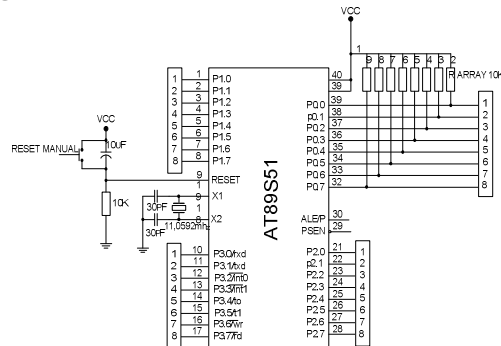 VCC
1
9 8 7 6 5 4 3 2
R ARRAY 10K
40
39
1 1 P1.0
2 2 P1.1
3 3 P1.2
4 4 P1.3
5 5 P1.4
6 6 P1.5
7 7 P1.6
8 8 P1.7
P0.0 39 1
p0.1 38 2
P0.2 37 3
P0.3 36 4
P0.4 35 5
P0.5 34 6
P0.6 33 7
P0.7 32 8
VCC
RESET MANUAL
10uF
10K
9 RESET
1
9 X1
1
8 X2
30PF
30PF
11,0592mhz
AT89S51
ALE/P 30
PSEN 29
1 10 P3.0/rxd
2 11 P3.1/txd
3 12 P3.2/int0
4 13 P3.3/int1
5 14 P3.4/to
6 15 P3.5/t1
7 16 P3.6/wr
8 17 P3.7/rd
P2.0 21 1
p2.1 22 2
P2.2 23 3
P2.3 24 4
P2.4 25 5
P2.5 26 6
P2.6 27 7
P2.7 28 8